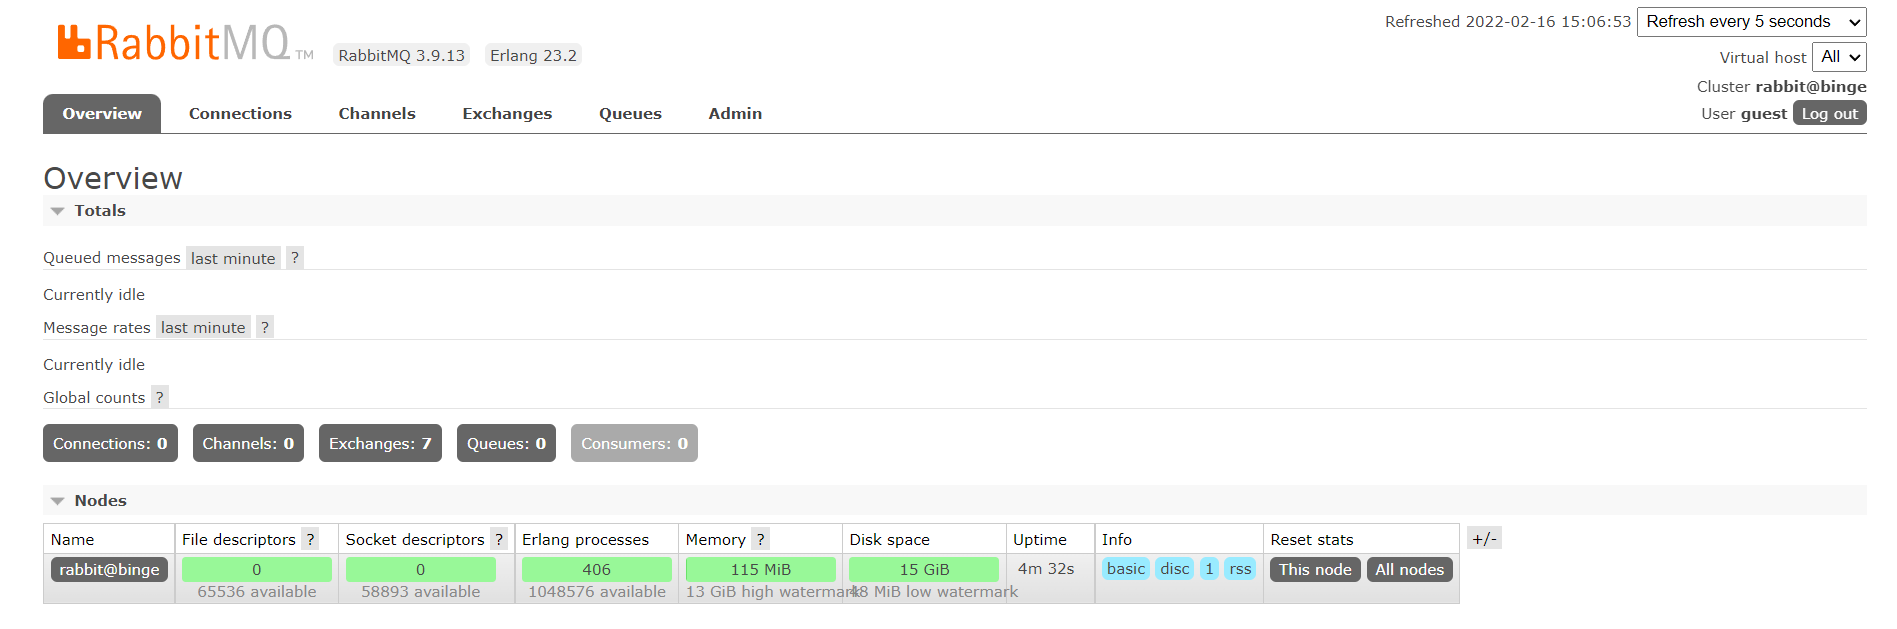 RabbitMQ TM RabbitMQ 3.9.13 Erlang 23.2
Refreshed 2022-02-16 15:06:53 Refresh every 5 seconds
Virtual host All
Cluster rabbit@binge
User guest Log out
Overview Connections Channels Exchanges Queues Admin
Overview
Totals
Queued messages last minute ?
Currently idle
Message rates last minute ?
Currently idle
Global counts ?
Connections: 0 Channels: 0 Exchanges: 7 Queues: 0 Consumers: 0
Nodes
Name File descriptors ? Socket descriptors ? Erlang processes Memory ? Disk space Uptime Info Reset stats +/-
rabbit@binge 0 0 406 115 MiB 15 GiB 4m 32s basic disc 1 rss This node All nodes
65536 available 58893 available 1048576 available 13 GiB high watermark 48 MiB low watermark